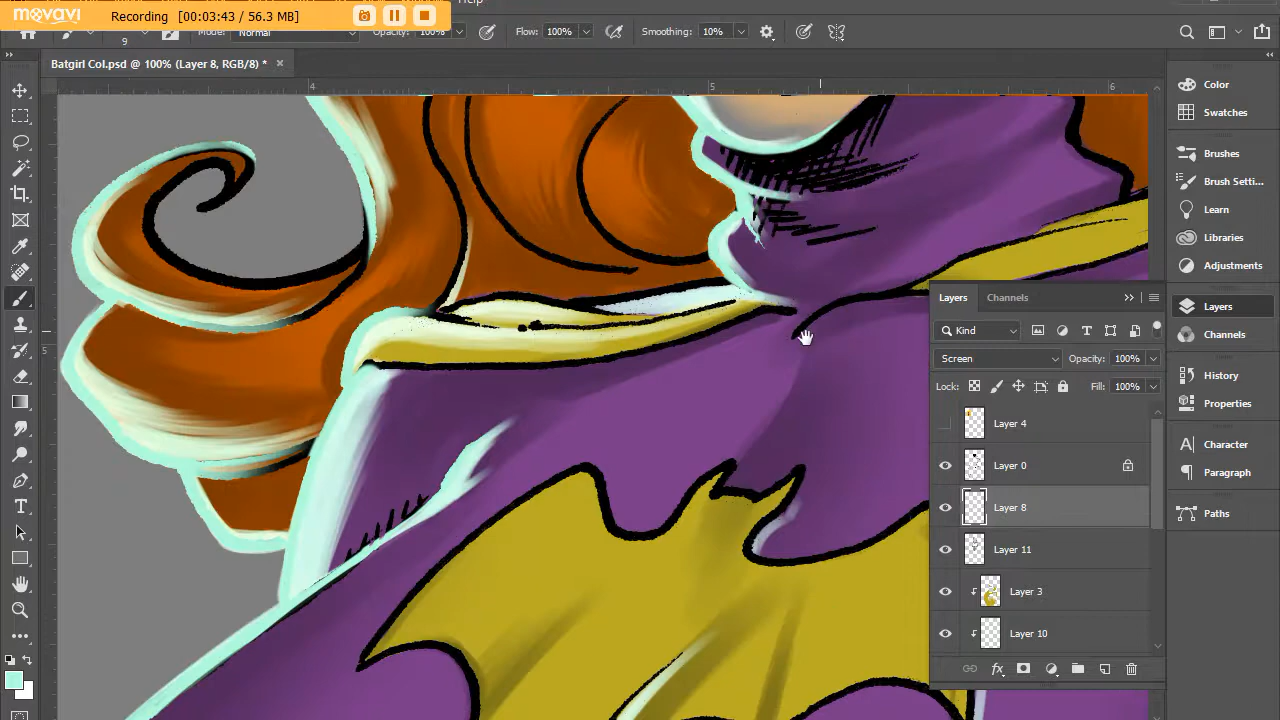 Help
movavi Recording [00:03:43 / 56.3 MB]
9 Mode: Normal Opacity: 100% Flow: 100% Smoothing: 10%
Batgirl Col.psd @ 100% (Layer 8, RGB/8) * ×
4 5 6
5
Color
Swatches
Brushes
Brush Setti...
Learn
Libraries
Adjustments
Layers
Channels
History
Properties
Character
Paragraph
Paths
Layers Channels
Kind
Screen Opacity: 100%
Lock: Fill: 100%
Layer 4
Layer 0
Layer 8
Layer 11
Layer 3
Layer 10
fx